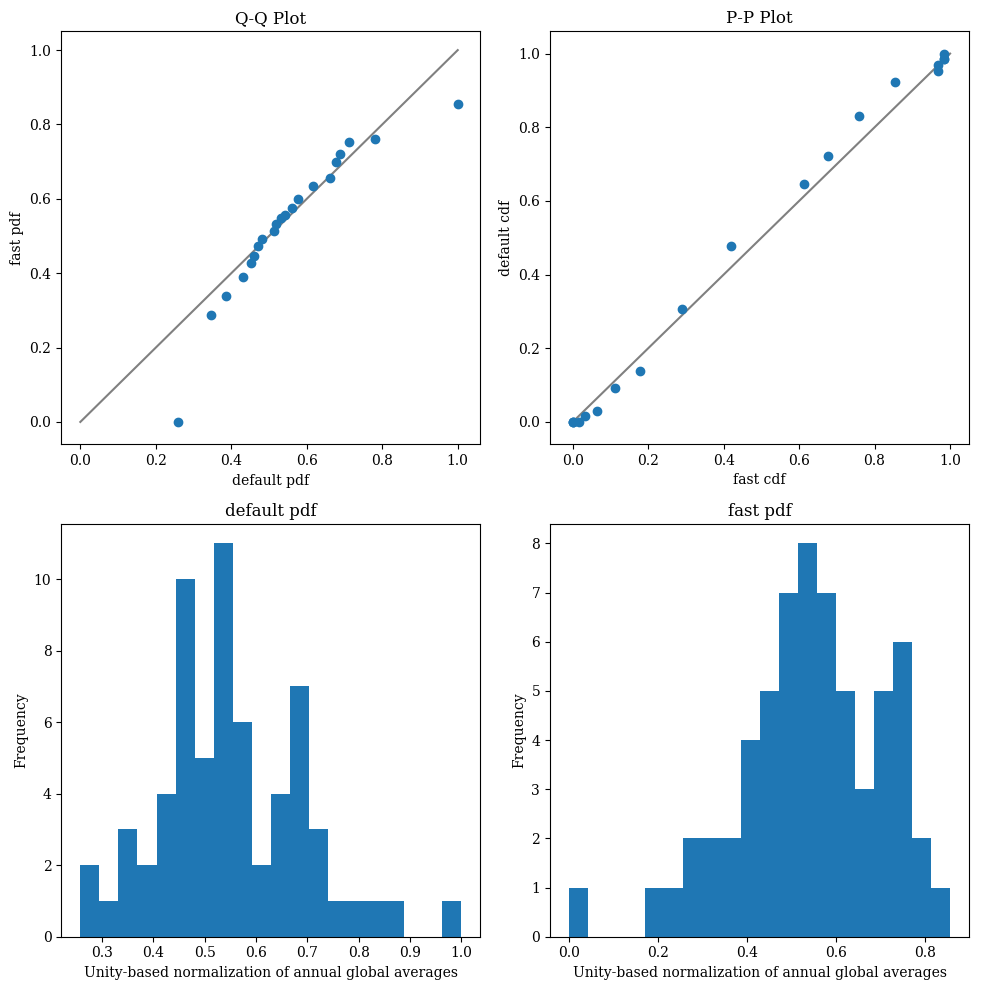 Q-Q Plot
1.0
0.8
0.6
0.4
0.2
0.0
fast pdf
0.0 0.2 0.4 0.6 0.8 1.0
default pdf
P-P Plot
1.0
0.8
0.6
0.4
0.2
0.0
default cdf
0.0 0.2 0.4 0.6 0.8 1.0
fast cdf
default pdf
10
8
6
4
2
0
Frequency
0.3 0.4 0.5 0.6 0.7 0.8 0.9 1.0
Unity-based normalization of annual global averages
fast pdf
8
7
6
5
4
3
2
1
0
Frequency
0.0 0.2 0.4 0.6 0.8
Unity-based normalization of annual global averages